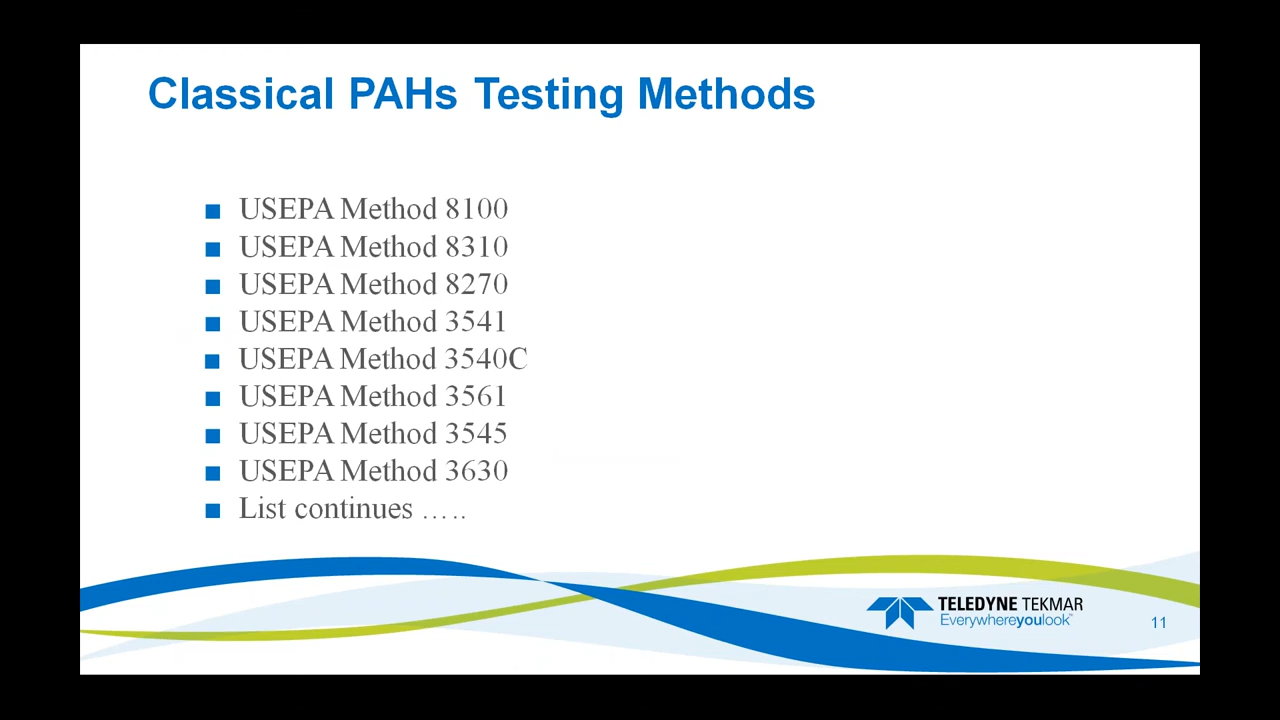 Classical PAHs Testing Methods
USEPA Method 8100
USEPA Method 8310
USEPA Method 8270
USEPA Method 3541
USEPA Method 3540C
USEPA Method 3561
USEPA Method 3545
USEPA Method 3630
List continues .….
TELEDYNE TEKMAR
Everywhereyoulook™
11